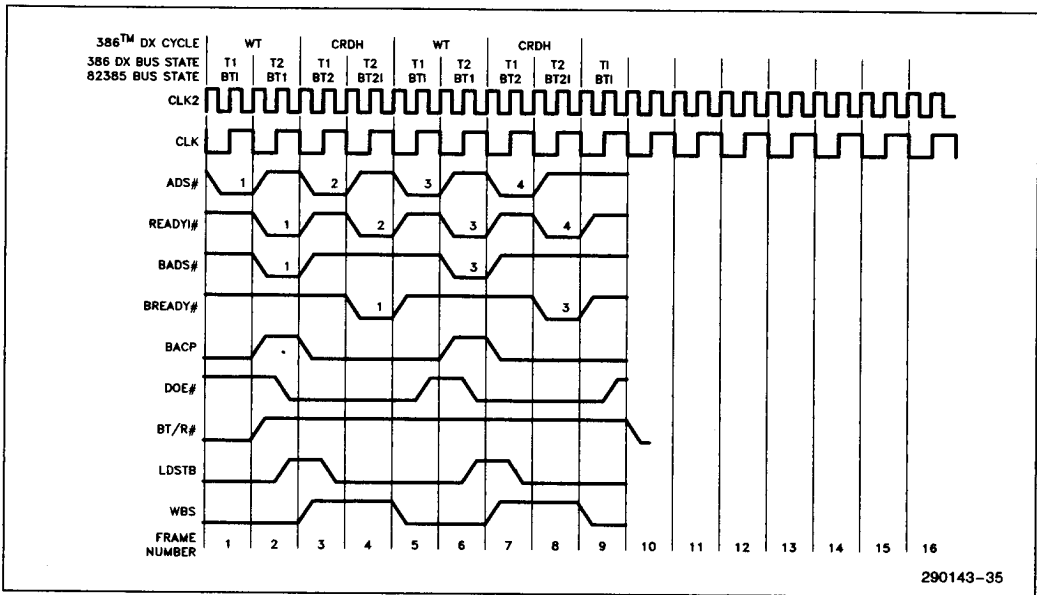 386™ DX CYCLE WT CRDH WT CRDH
386 DX BUS STATE T1 T2 T1 T2 T1 T2 T1 T2 TI
82385 BUS STATE BTI BT1 BT2 BT2I BTI BT1 BT2 BT2I BTI
CLK2
CLK
ADS# 1 2 3 4
READYI# 1 2 3 4
BADS# 1 3
BREADY# 1 3
BACP
DOE#
BT/R#
LDSTB
WBS
FRAME
NUMBER 1 2 3 4 5 6 7 8 9 10 11 12 13 14 15 16
290143-35